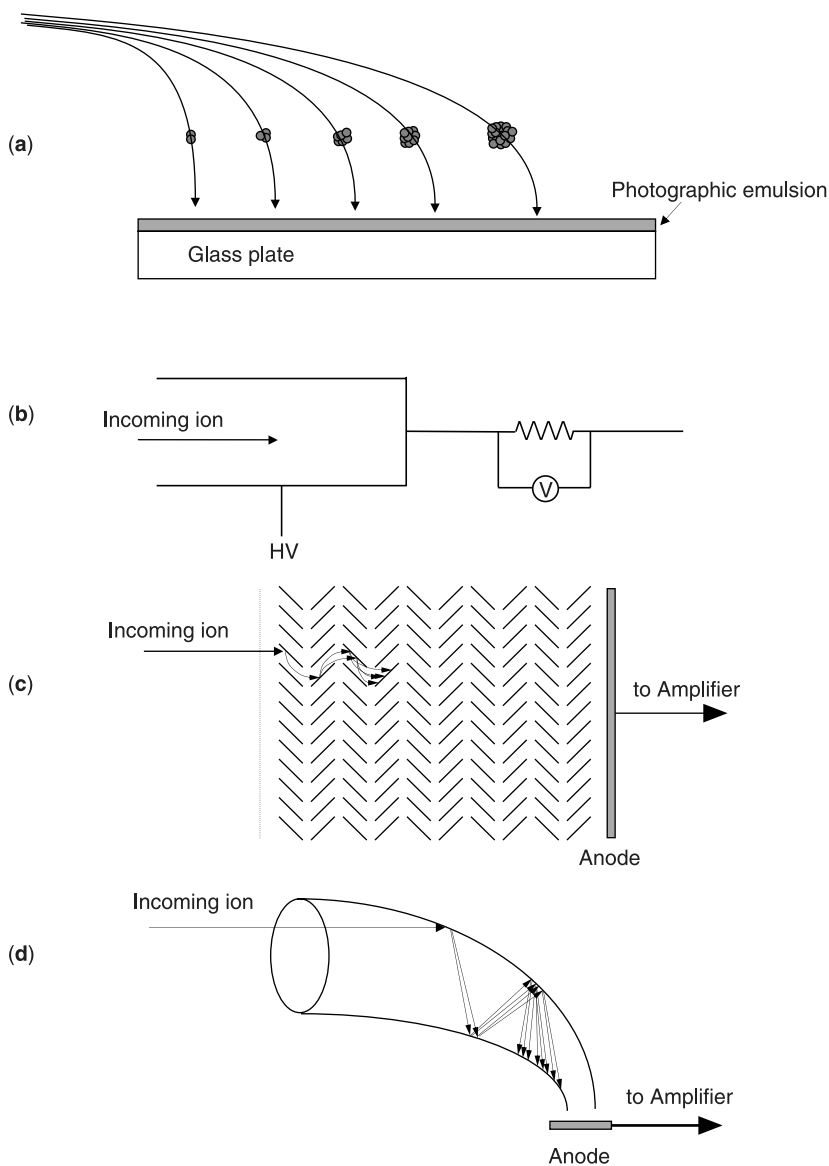 (a)
Photographic emulsion
Glass plate
(b)
Incoming ion
V
HV
Incoming ion
(c)
to Amplifier
Anode
Incoming ion
(d)
to Amplifier
Anode